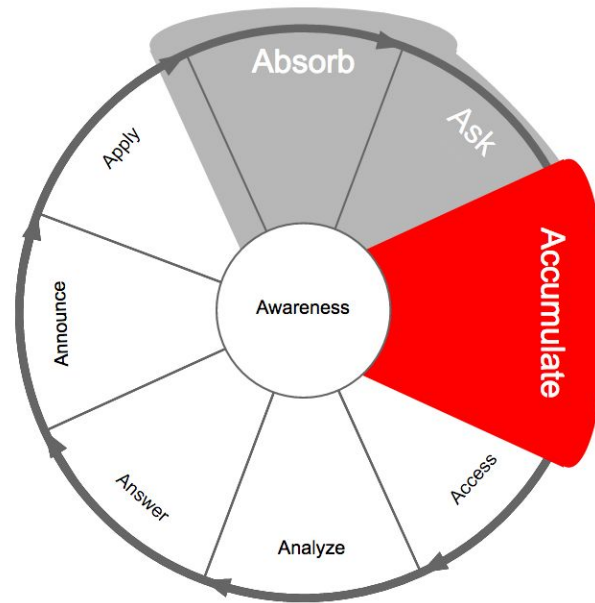 Absorb
Ask
Accumulate
Access
Analyze
Answer
Announce
Apply
Awareness